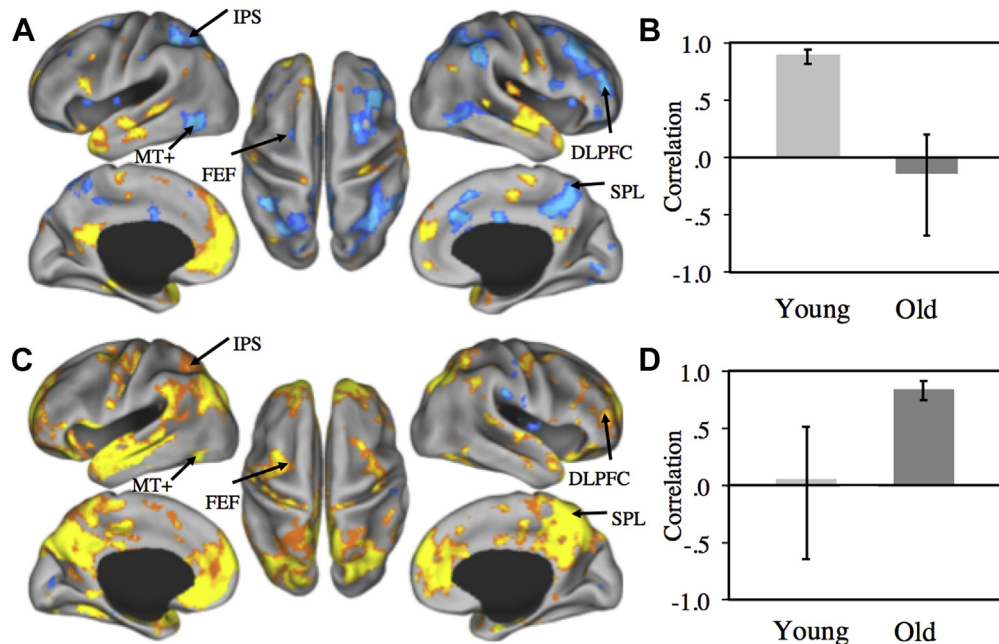 A
IPS
MT+
FEF
DLPFC
SPL
B
Correlation
1.0
.5
.0
-.5
-1.0
Young Old
C
IPS
MT+
FEF
DLPFC
SPL
D
Correlation
1.0
.5
.0
-.5
-1.0
Young Old